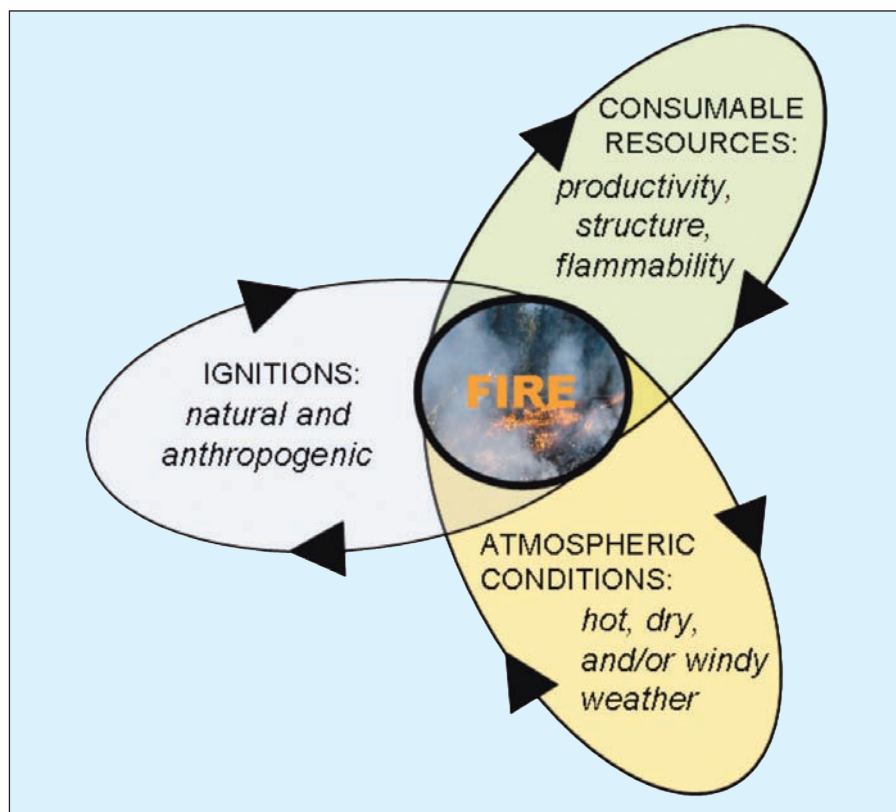 CONSUMABLE
RESOURCES:
productivity,
structure,
flammability
IGNITIONS:
natural and
anthropogenic
FIRE
ATMOSPHERIC
CONDITIONS:
hot, dry,
and/or windy
weather